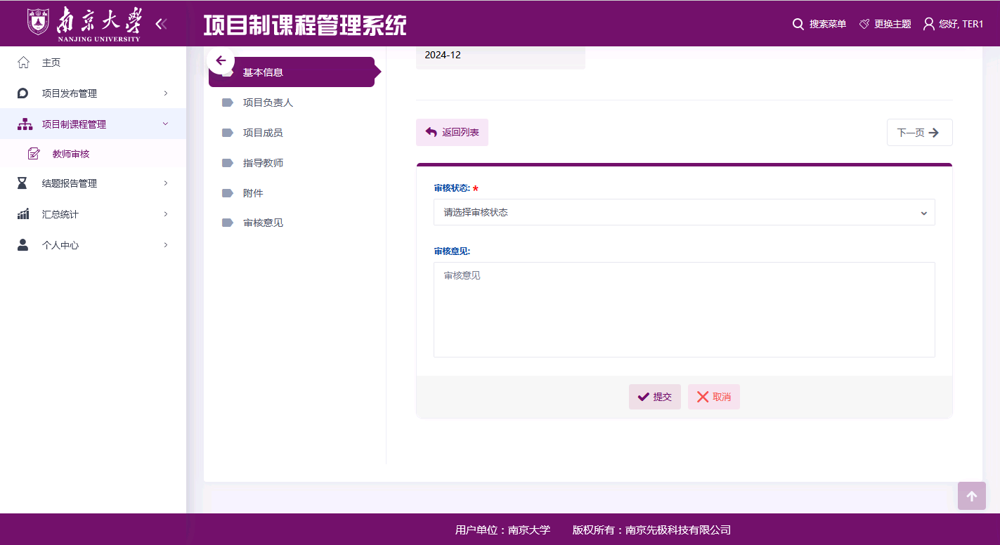 南京大学
NANJING UNIVERSITY
项目制课程管理系统
搜索菜单
更换主题
您好, TER1
主页
项目发布管理
项目制课程管理
教师审核
结题报告管理
汇总统计
个人中心
基本信息
项目负责人
项目成员
指导教师
附件
审核意见
2024-12
返回列表
下一页
审核状态: *
请选择审核状态
审核意见:
审核意见
提交
取消
用户单位：南京大学 版权所有：南京先极科技有限公司